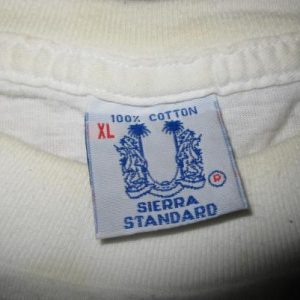 100% COTTON
XL
SIERRA
®
STANDARD